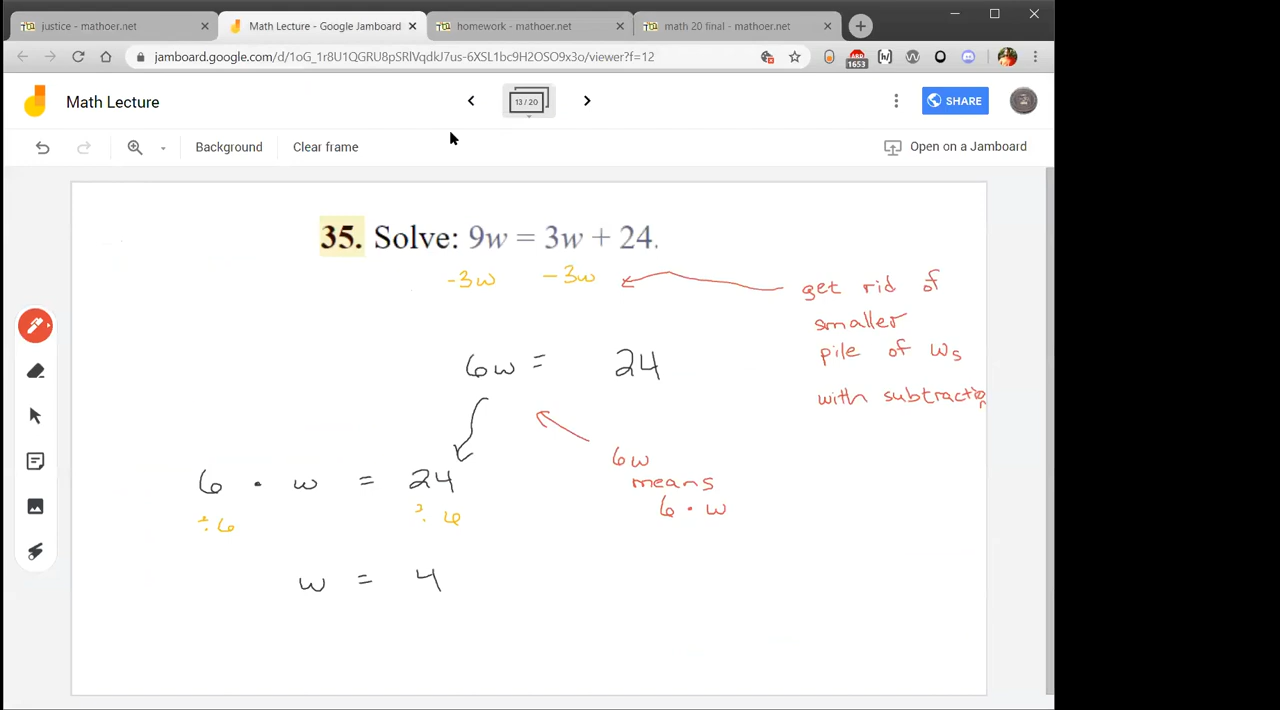 justice - mathoer.net
Math Lecture - Google Jamboard
homework - mathoer.net
math 20 final - mathoer.net
jamboard.google.com/d/1oG_1r8U1QGRU8pSRlVqdkJ7us-6XSL1bc9H2OSO9x3o/viewer?f=12
1653
Math Lecture
13 / 20
SHARE
Background
Clear frame
Open on a Jamboard
35. Solve: 9w = 3w + 24.
-3w -3w
get rid of
smaller
pile of ws
with subtraction
6w = 24
6w
means
6 · w
6 · w = 24
÷6 ÷6
w = 4